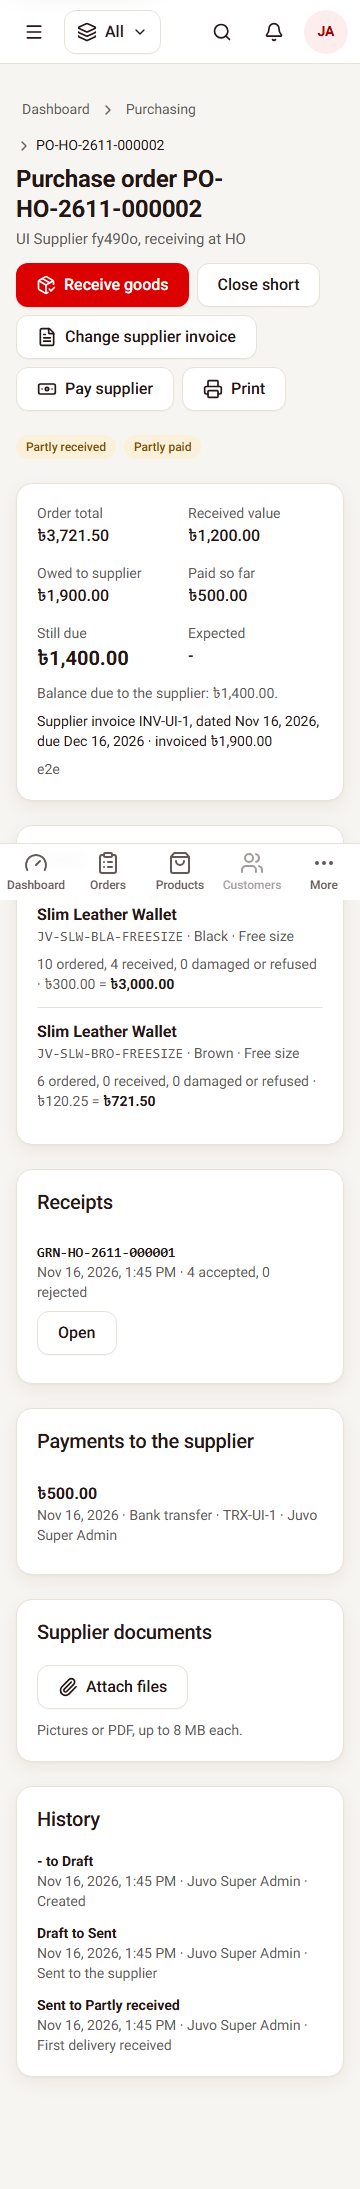 All
JA
Dashboard > Purchasing
> PO-HO-2611-000002
Purchase order PO-
HO-2611-000002
UI Supplier fy490o, receiving at HO
Receive goods
Close short
Change supplier invoice
Pay supplier
Print
Partly received
Partly paid
Order total
Received value
৳3,721.50
৳1,200.00
Owed to supplier
Paid so far
৳1,900.00
৳500.00
Still due
Expected
৳1,400.00
-
Balance due to the supplier: ৳1,400.00.
Supplier invoice INV-UI-1, dated Nov 16, 2026,
due Dec 16, 2026 · invoiced ৳1,900.00
e2e
Dashboard
Orders
Products
Customers
More
Slim Leather Wallet
JV-SLW-BLA-FREESIZE · Black · Free size
10 ordered, 4 received, 0 damaged or refused
· ৳300.00 = ৳3,000.00
Slim Leather Wallet
JV-SLW-BRO-FREESIZE · Brown · Free size
6 ordered, 0 received, 0 damaged or refused ·
৳120.25 = ৳721.50
Receipts
GRN-HO-2611-000001
Nov 16, 2026, 1:45 PM · 4 accepted, 0
rejected
Open
Payments to the supplier
৳500.00
Nov 16, 2026 · Bank transfer · TRX-UI-1 · Juvo
Super Admin
Supplier documents
Attach files
Pictures or PDF, up to 8 MB each.
History
- to Draft
Nov 16, 2026, 1:45 PM · Juvo Super Admin ·
Created
Draft to Sent
Nov 16, 2026, 1:45 PM · Juvo Super Admin ·
Sent to the supplier
Sent to Partly received
Nov 16, 2026, 1:45 PM · Juvo Super Admin ·
First delivery received